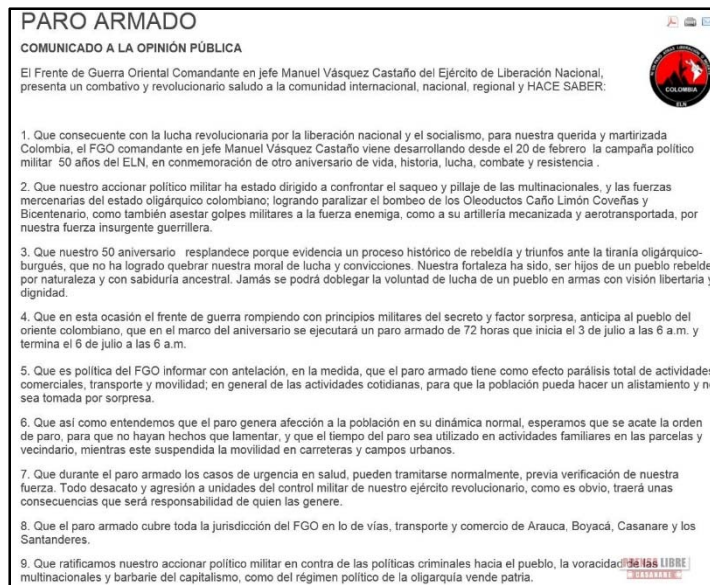 PARO ARMADO
COMUNICADO A LA OPINIÓN PÚBLICA
El Frente de Guerra Oriental Comandante en jefe Manuel Vásquez Castaño del Ejército de Liberación Nacional,
presenta un combativo y revolucionario saludo a la comunidad internacional, nacional, regional y HACE SABER:
COLOMBIA
ELN
1. Que consecuente con la lucha revolucionaria por la liberación nacional y el socialismo, para nuestra querida y martirizada
Colombia, el FGO comandante en jefe Manuel Vásquez Castaño viene desarrollando desde el 20 de febrero la campaña político
militar 50 años del ELN, en conmemoración de otro aniversario de vida, historia, lucha, combate y resistencia .
2. Que nuestro accionar político militar ha estado dirigido a confrontar el saqueo y pillaje de las multinacionales, y las fuerzas
mercenarias del estado oligárquico colombiano; logrando paralizar el bombeo de los Oleoductos Caño Limón Coveñas y
Bicentenario, como también asestar golpes militares a la fuerza enemiga, como a su artillería mecanizada y aerotransportada, por
nuestra fuerza insurgente guerrillera.
3. Que nuestro 50 aniversario resplandece porque evidencia un proceso histórico de rebeldía y triunfos ante la tiranía oligárquico-
burgués, que no ha logrado quebrar nuestra moral de lucha y convicciones. Nuestra fortaleza ha sido, ser hijos de un pueblo rebelde
por naturaleza y con sabiduría ancestral. Jamás se podrá doblegar la voluntad de lucha de un pueblo en armas con visión libertaria y
dignidad.
4. Que en esta ocasión el frente de guerra rompiendo con principios militares del secreto y factor sorpresa, anticipa al pueblo del
oriente colombiano, que en el marco del aniversario se ejecutará un paro armado de 72 horas que inicia el 3 de julio a las 6 a.m. y
termina el 6 de julio a las 6 a.m.
5. Que es política del FGO informar con antelación, en la medida, que el paro armado tiene como efecto parálisis total de actividades
comerciales, transporte y movilidad; en general de las actividades cotidianas, para que la población pueda hacer un alistamiento y no
sea tomada por sorpresa.
6. Que así como entendemos que el paro genera afección a la población en su dinámica normal, esperamos que se acate la orden
de paro, para que no hayan hechos que lamentar, y que el tiempo del paro sea utilizado en actividades familiares en las parcelas y
vecindario, mientras este suspendida la movilidad en carreteras y campos urbanos.
7. Que durante el paro armado los casos de urgencia en salud, pueden tramitarse normalmente, previa verificación de nuestra
fuerza. Todo desacato y agresión a unidades del control militar de nuestro ejército revolucionario, como es obvio, traerá unas
consecuencias que será responsabilidad de quien las genere.
8. Que el paro armado cubre toda la jurisdicción del FGO en lo de vías, transporte y comercio de Arauca, Boyacá, Casanare y los
Santanderes.
9. Que ratificamos nuestro accionar político militar en contra de las políticas criminales hacia el pueblo, la voracidad de las
multinacionales y barbarie del capitalismo, como del régimen político de la oligarquía vende patria.
PRENSA LIBRE
CASANARE